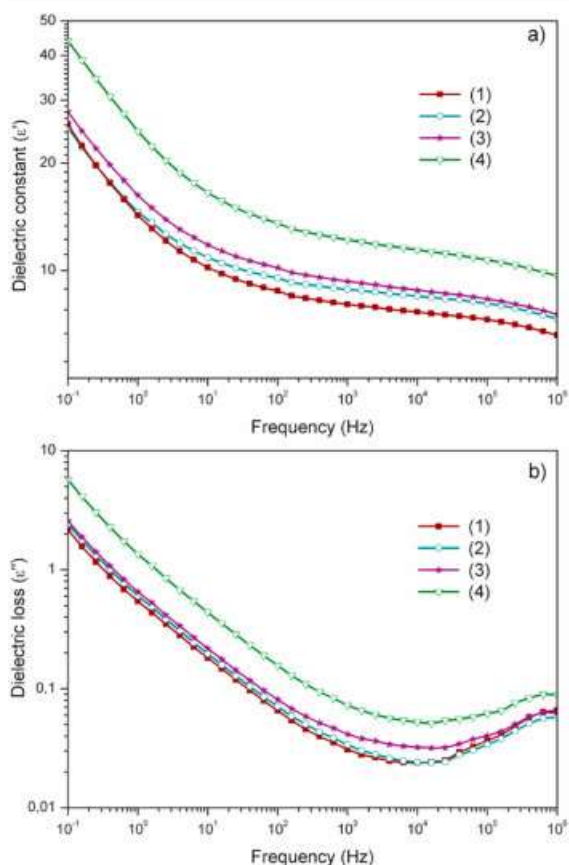 a)
50
40
30
20
10
Dielectric constant (ε')
(1)
(2)
(3)
(4)
10⁻¹ 10⁰ 10¹ 10² 10³ 10⁴ 10⁵ 10⁶
Frequency (Hz)
b)
10
1
0,1
0,01
Dielectric loss (ε")
(1)
(2)
(3)
(4)
10⁻¹ 10⁰ 10¹ 10² 10³ 10⁴ 10⁵ 10⁶
Frequency (Hz)